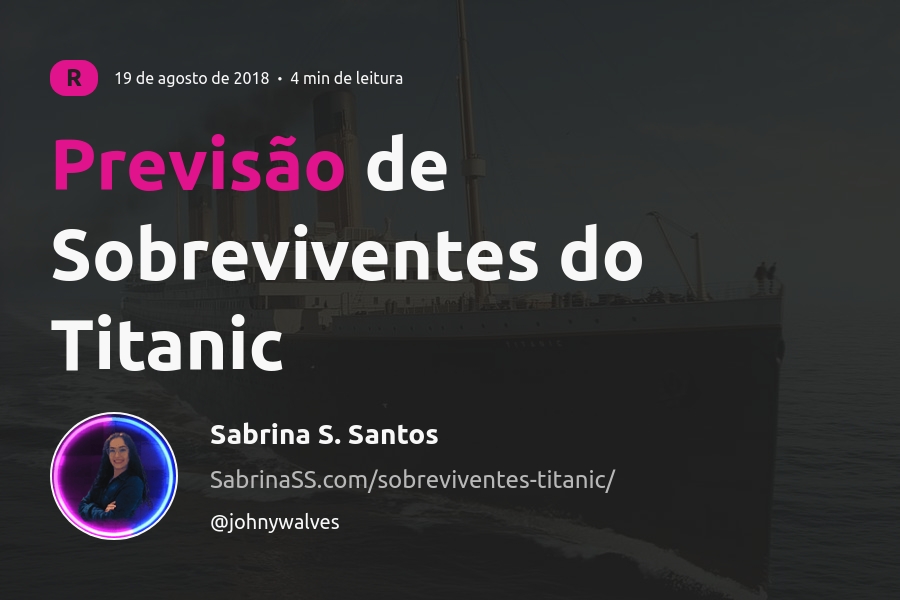 R 19 de agosto de 2018 • 4 min de leitura
Previsão de
Sobreviventes do
Titanic
Sabrina S. Santos
SabrinaSS.com/sobreviventes-titanic/
@johnywalves